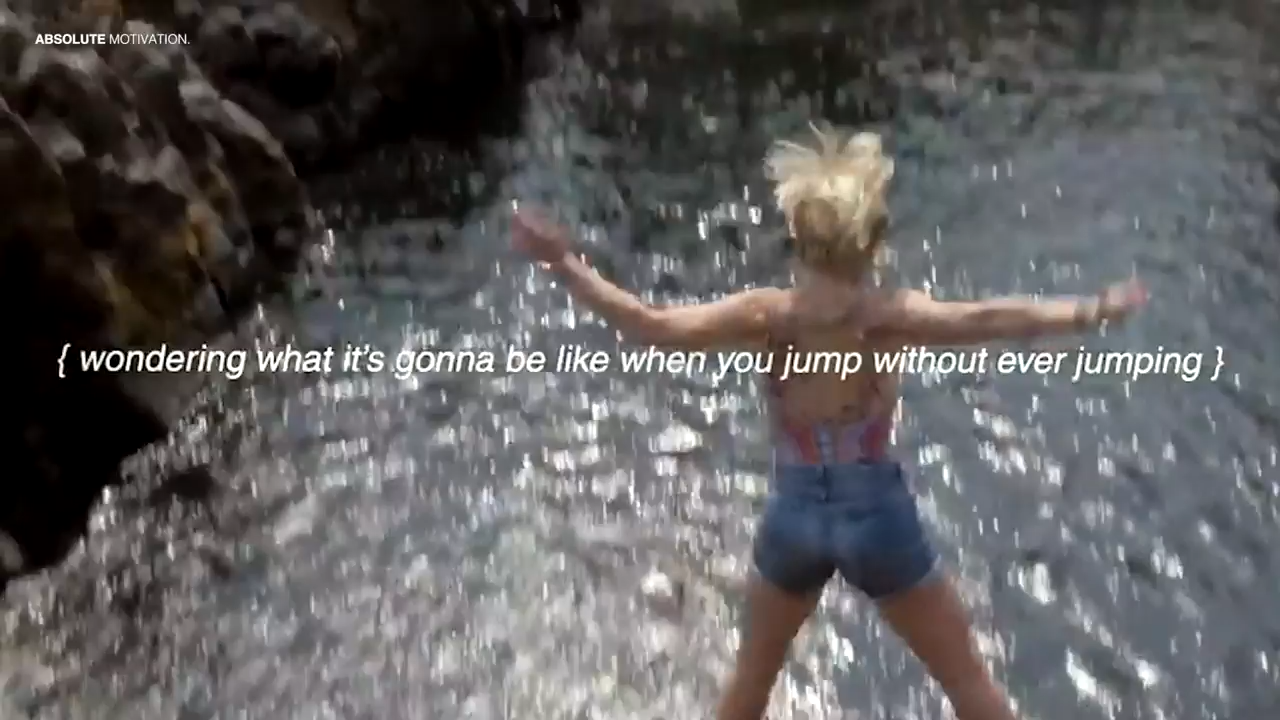 ABSOLUTE MOTIVATION.
{ wondering what it's gonna be like when you jump without ever jumping }